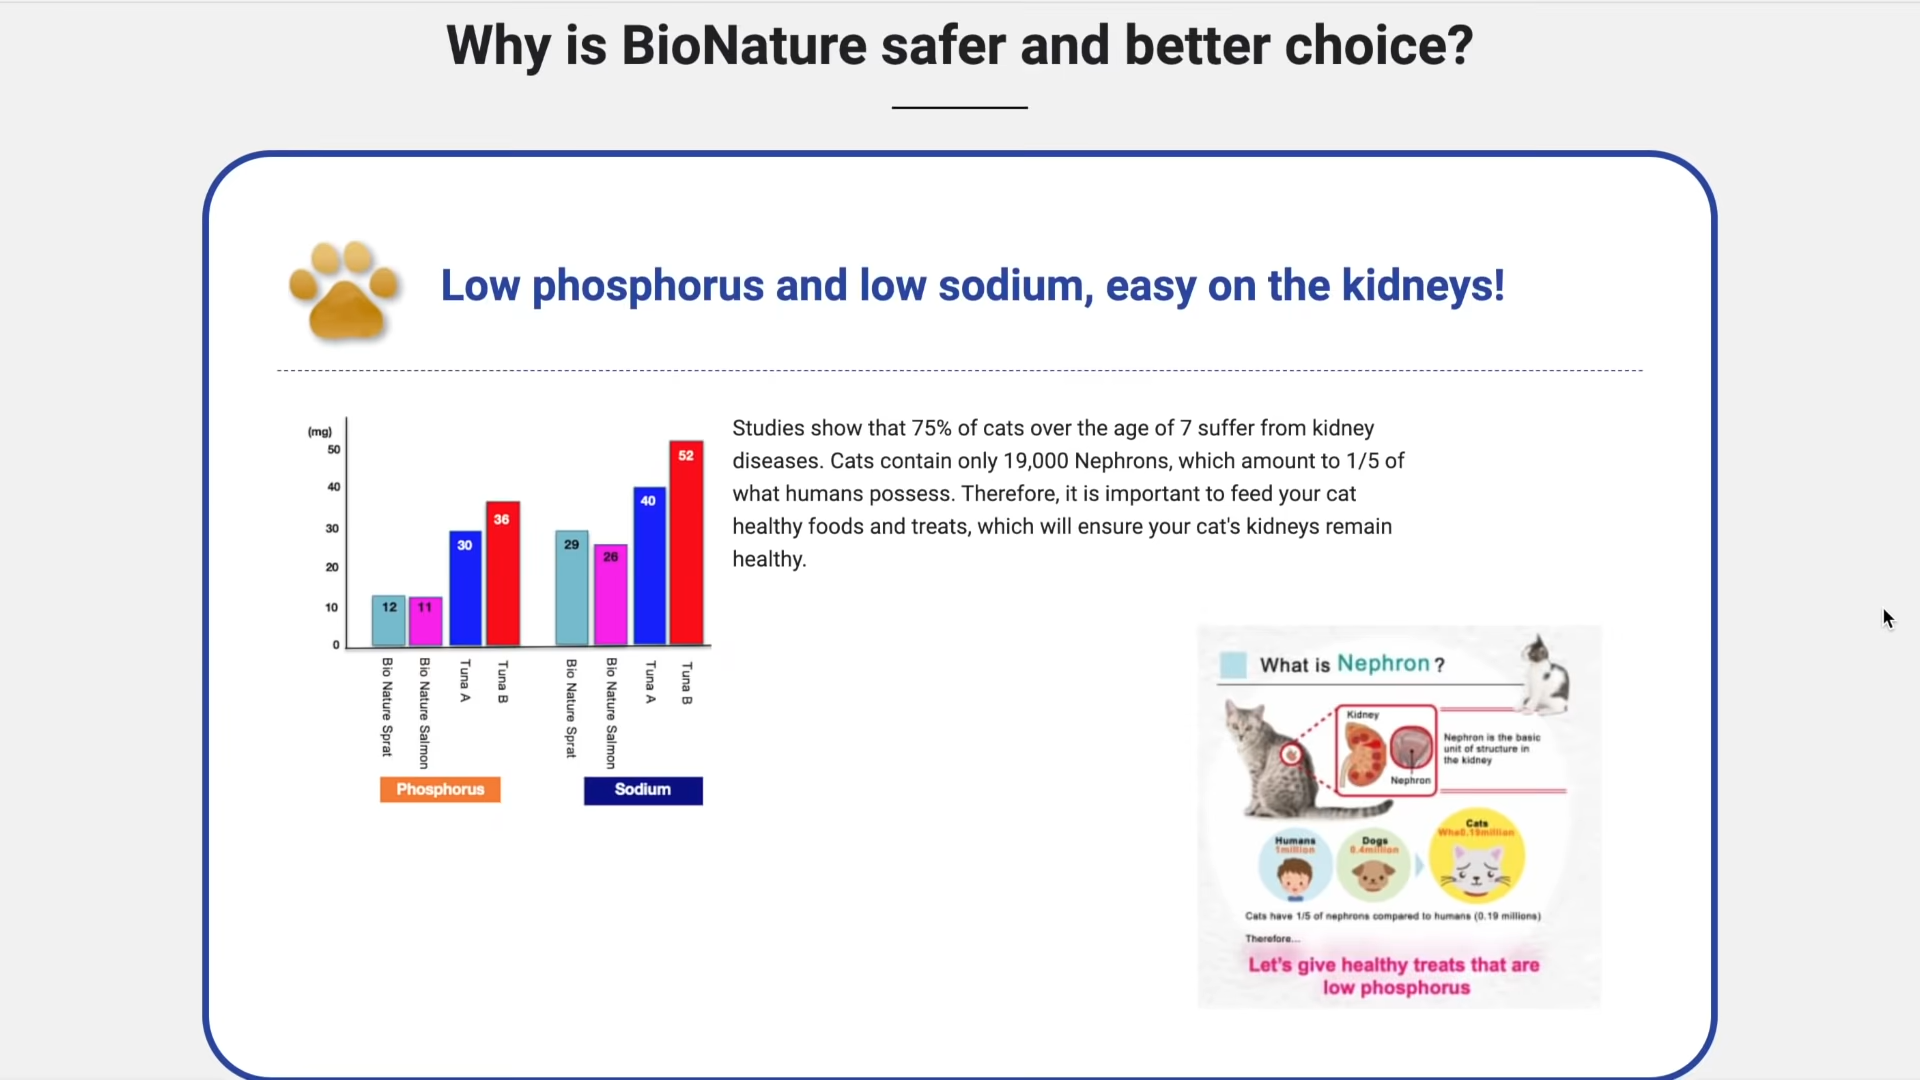 Why is BioNature safer and better choice?
Low phosphorus and low sodium, easy on the kidneys!
(mg)
50
40
30
20
10
0
12
11
30
36
29
26
40
52
Bio Nature Sprat
Bio Nature Salmon
Tuna A
Tuna B
Bio Nature Sprat
Bio Nature Salmon
Tuna A
Tuna B
Phosphorus
Sodium
Studies show that 75% of cats over the age of 7 suffer from kidney
diseases. Cats contain only 19,000 Nephrons, which amount to 1/5 of
what humans possess. Therefore, it is important to feed your cat
healthy foods and treats, which will ensure your cat's kidneys remain
healthy.
What is Nephron?
Kidney
Nephron
Nephron is the basic
unit of structure in
the kidney
Humans
1million
Dogs
0.4million
Cats
Who0.19million
Cats have 1/5 of nephrons compared to humans (0.19 millions)
Therefore...
Let's give healthy treats that are
low phosphorus